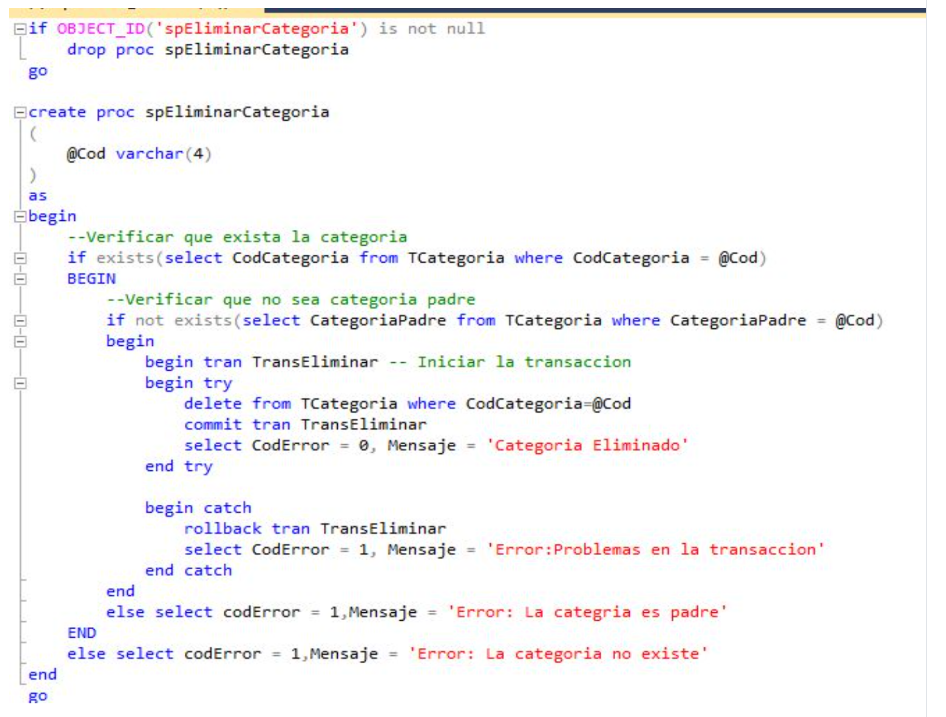 if OBJECT_ID('spEliminarCategoria') is not null
drop proc spEliminarCategoria
go
create proc spEliminarCategoria
(
@Cod varchar(4)
)
as
begin
--Verificar que exista la categoria
if exists(select CodCategoria from TCategoria where CodCategoria = @Cod)
BEGIN
--Verificar que no sea categoria padre
if not exists(select CategoriaPadre from TCategoria where CategoriaPadre = @Cod)
begin
begin tran TransEliminar -- Iniciar la transaccion
begin try
delete from TCategoria where CodCategoria=@Cod
commit tran TransEliminar
select CodError = 0, Mensaje = 'Categoria Eliminado'
end try
begin catch
rollback tran TransEliminar
select CodError = 1, Mensaje = 'Error:Problemas en la transaccion'
end catch
end
else select codError = 1,Mensaje = 'Error: La categria es padre'
END
else select codError = 1,Mensaje = 'Error: La categoria no existe'
end
go